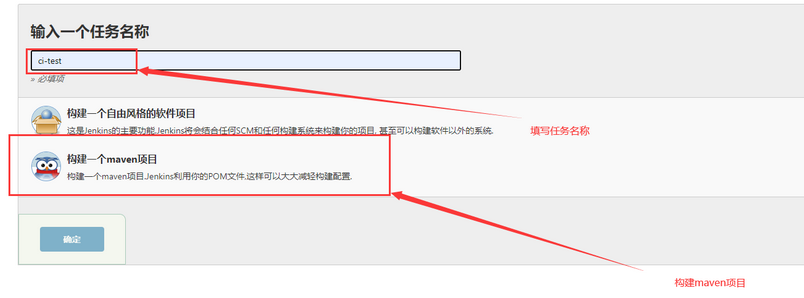 输入一个任务名称
ci-test
» 必填项
构建一个自由风格的软件项目
这是Jenkins的主要功能.Jenkins将会结合任何SCM和任何构建系统来构建你的项目, 甚至可以构建软件以外的系统.
填写任务名称
构建一个maven项目
构建一个maven项目.Jenkins利用你的POM文件,这样可以大大减轻构建配置.
确定
构建maven项目